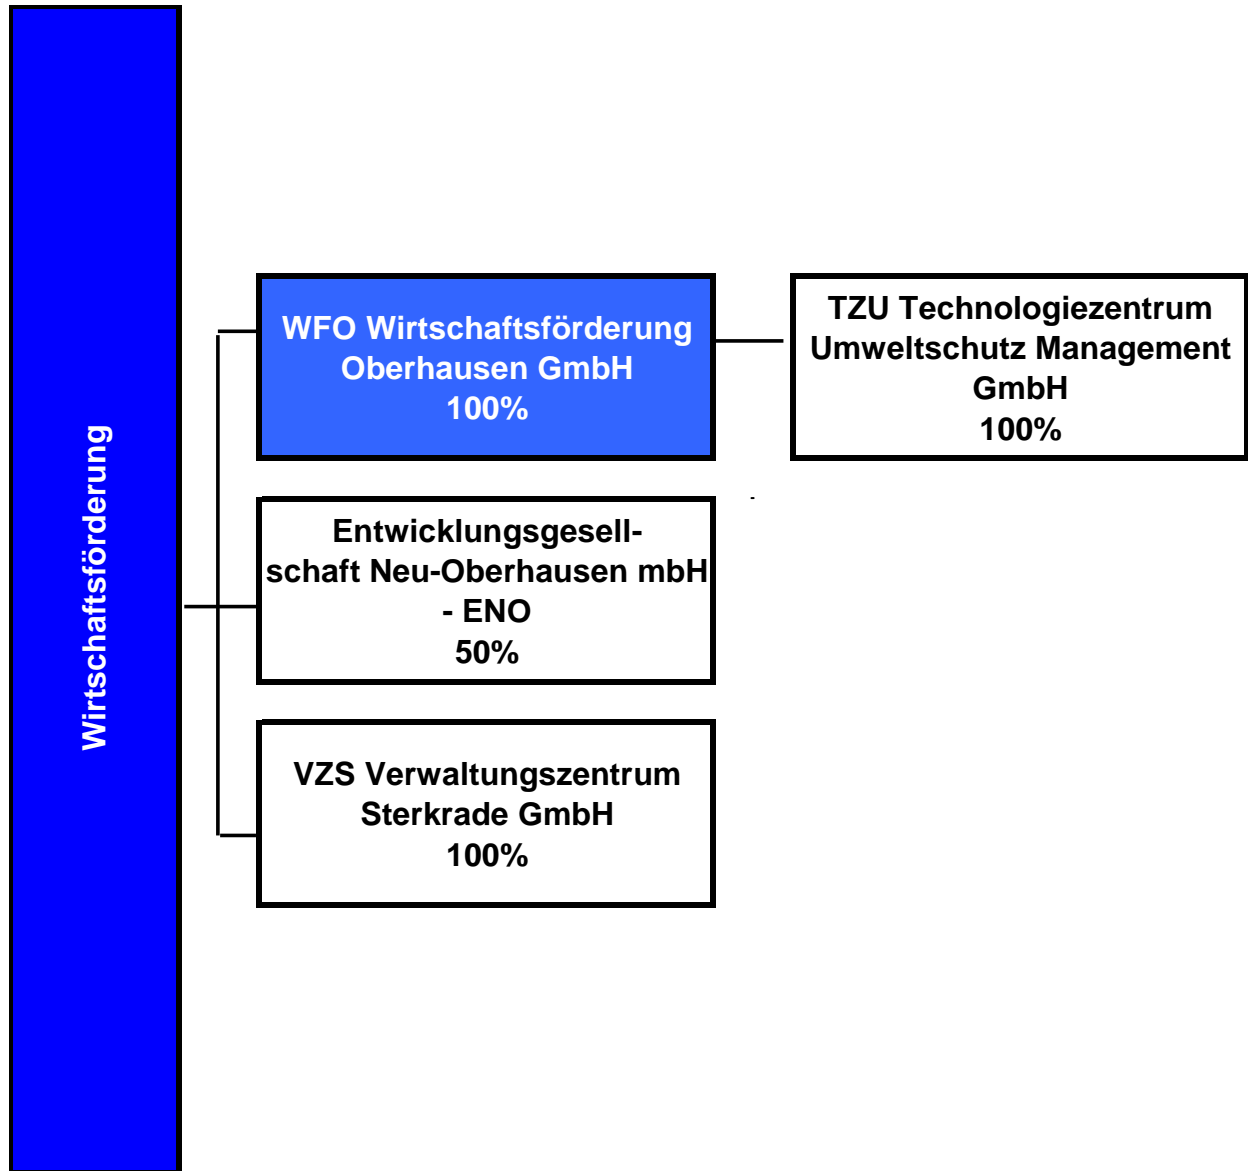 Wirtschaftsförderung
WFO Wirtschaftsförderung
Oberhausen GmbH
100%
TZU Technologiezentrum
Umweltschutz Management
GmbH
100%
Entwicklungsgesell-
schaft Neu-Oberhausen mbH
- ENO
50%
VZS Verwaltungszentrum
Sterkrade GmbH
100%